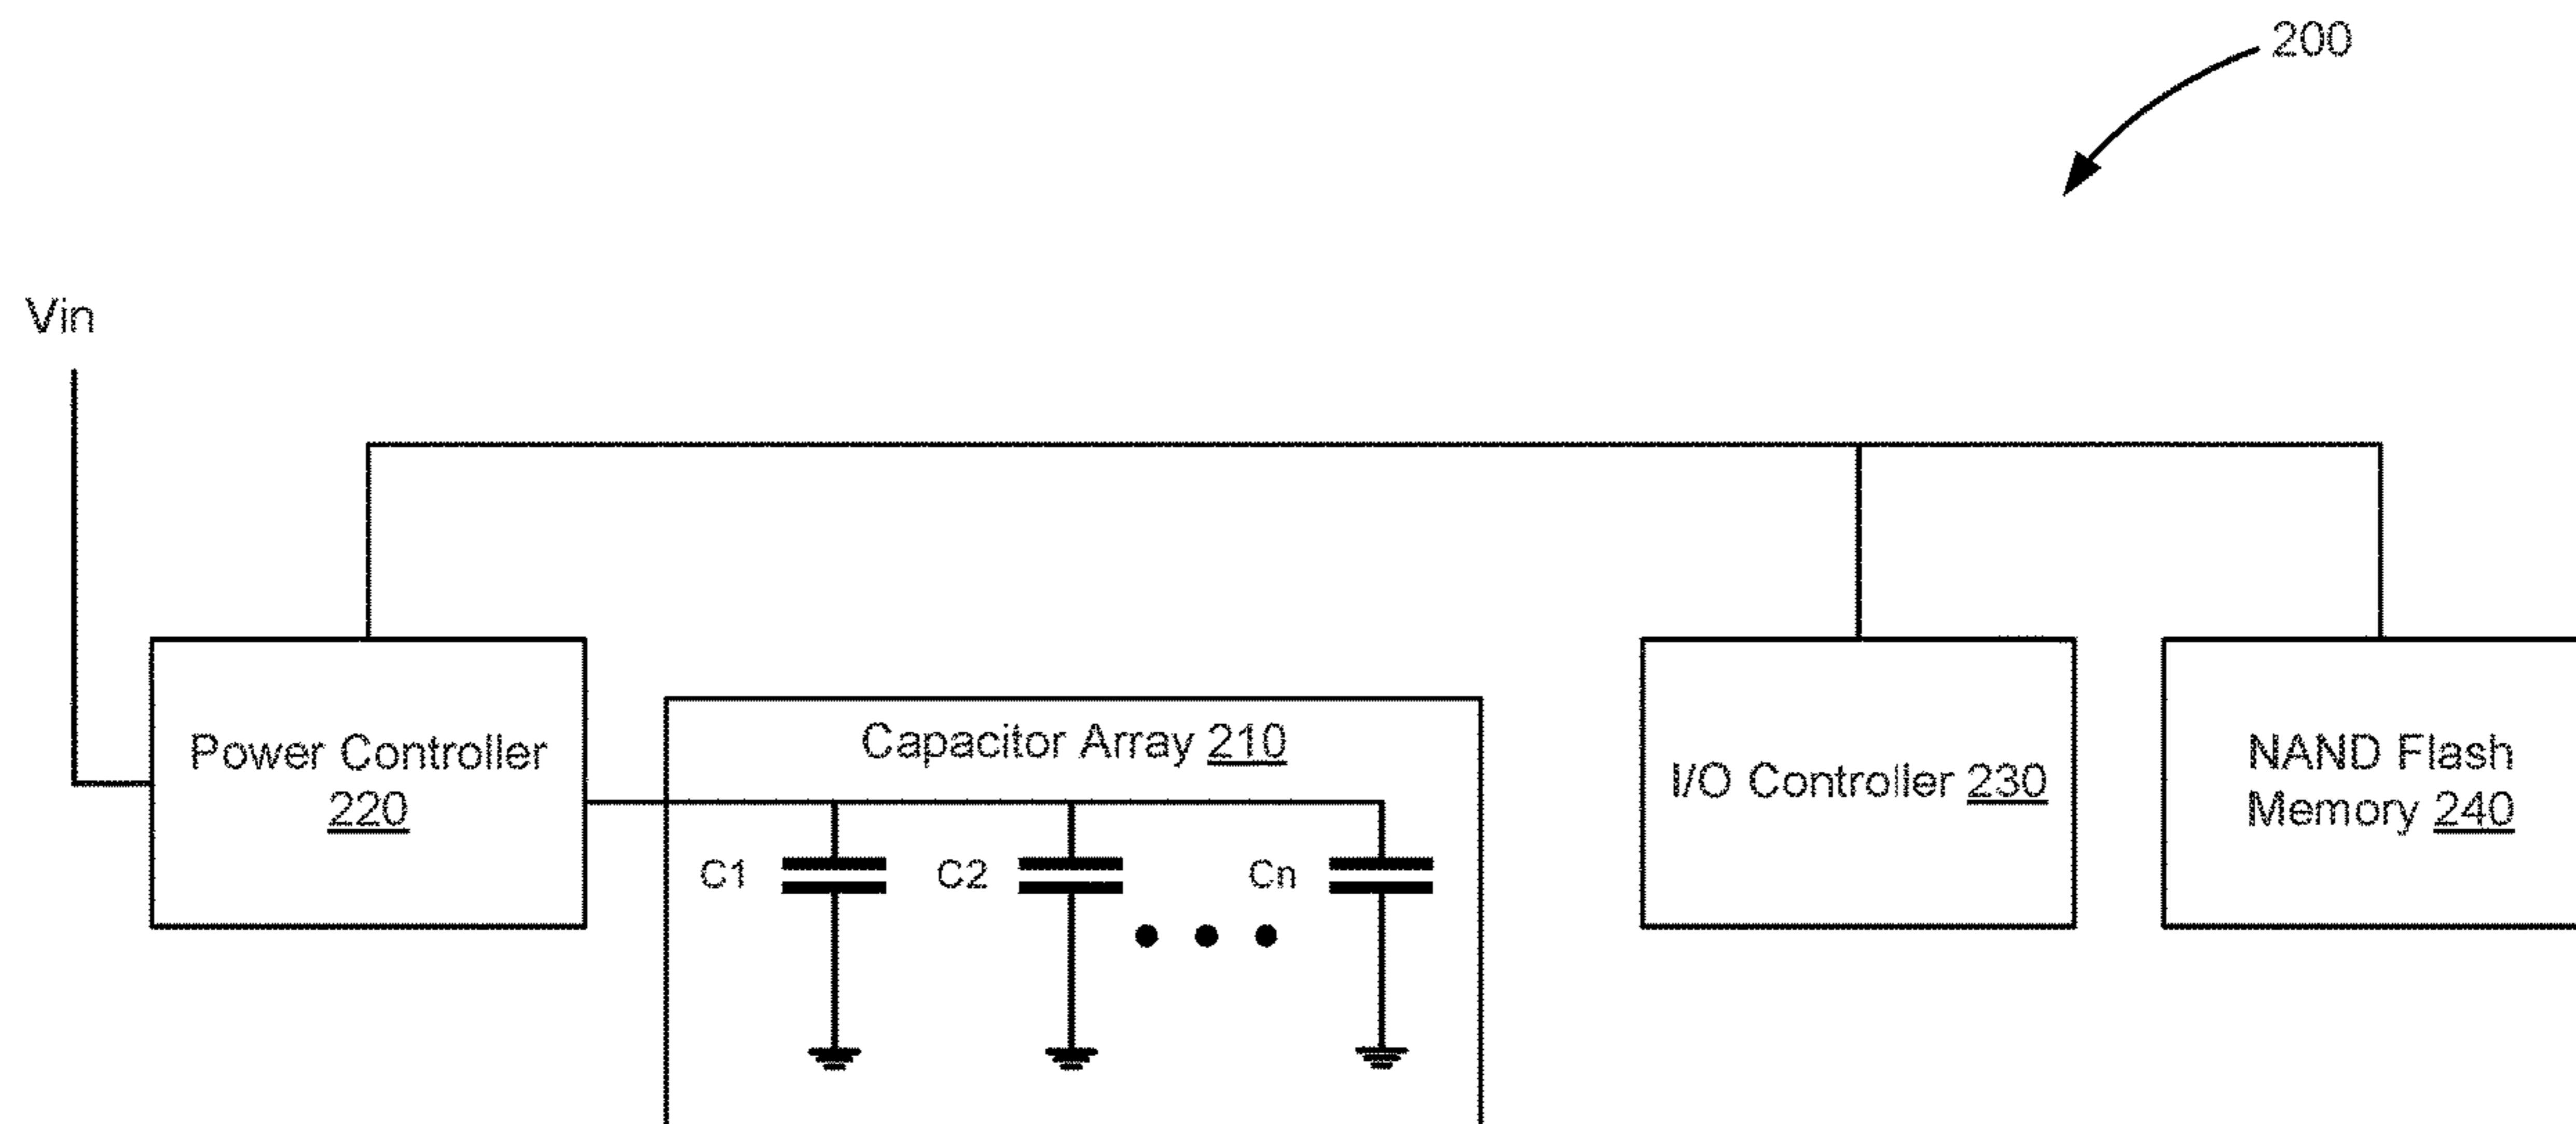 200
Vin
Power Controller
220
Capacitor Array 210
C1
C2
Cn
I/O Controller 230
NAND Flash
Memory 240